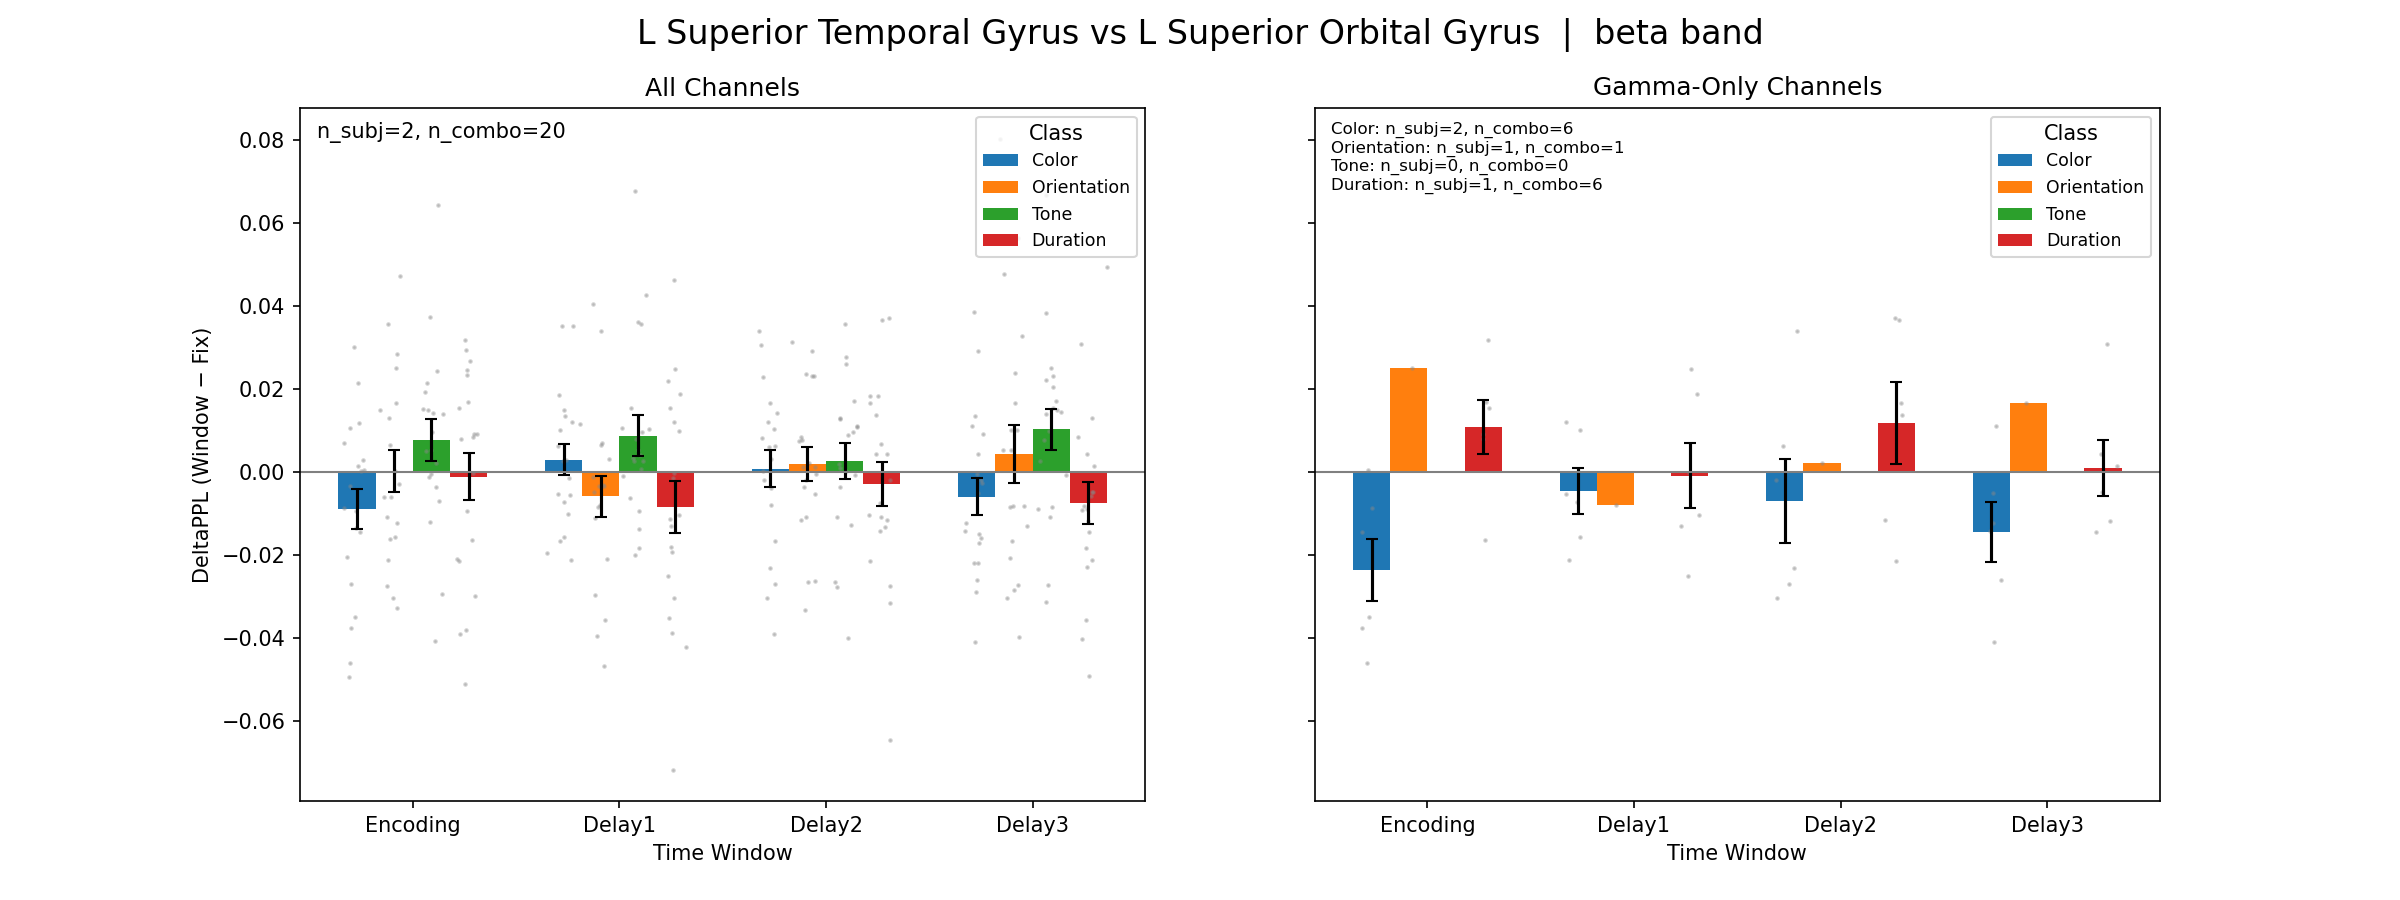 L Superior Temporal Gyrus vs L Superior Orbital Gyrus | beta band
All Channels
n_subj=2, n_combo=20
Class
Color
Orientation
Tone
Duration
0.08
0.06
0.04
0.02
0.00
−0.02
−0.04
−0.06
DeltaPPL (Window − Fix)
Encoding
Delay1
Delay2
Delay3
Time Window
Gamma-Only Channels
Color: n_subj=2, n_combo=6
Orientation: n_subj=1, n_combo=1
Tone: n_subj=0, n_combo=0
Duration: n_subj=1, n_combo=6
Class
Color
Orientation
Tone
Duration
Encoding
Delay1
Delay2
Delay3
Time Window